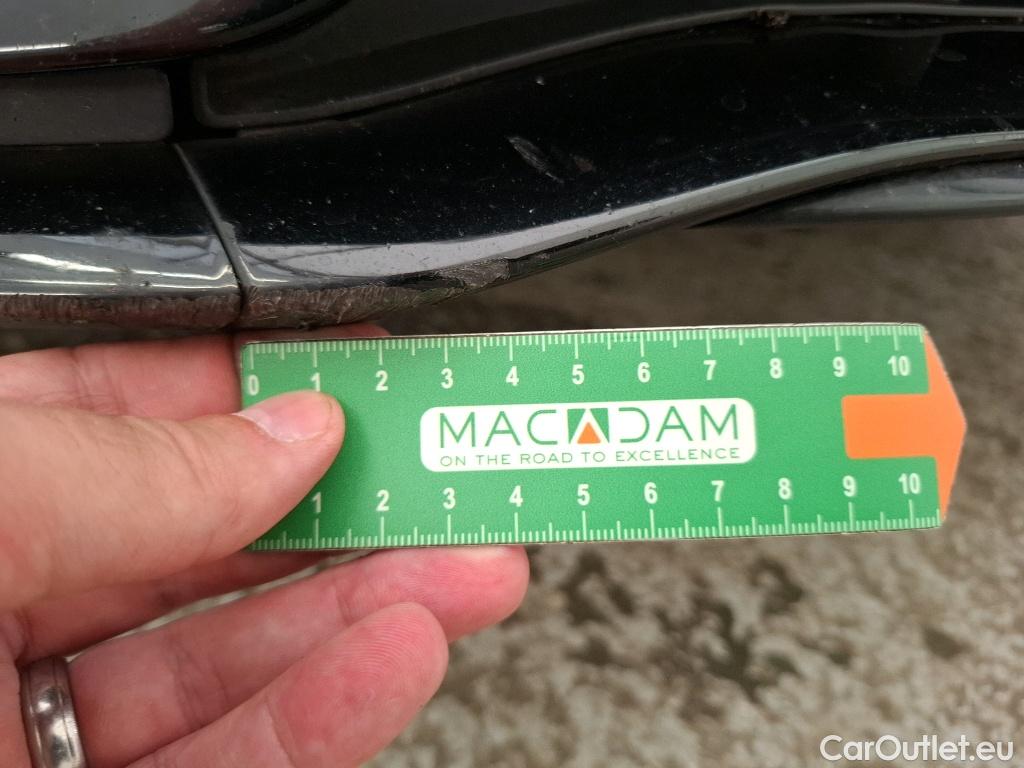 0 1 2 3 4 5 6 7 8 9 10
MACADAM
ON THE ROAD TO EXCELLENCE
1 2 3 4 5 6 7 8 9 10
CarOutlet.eu